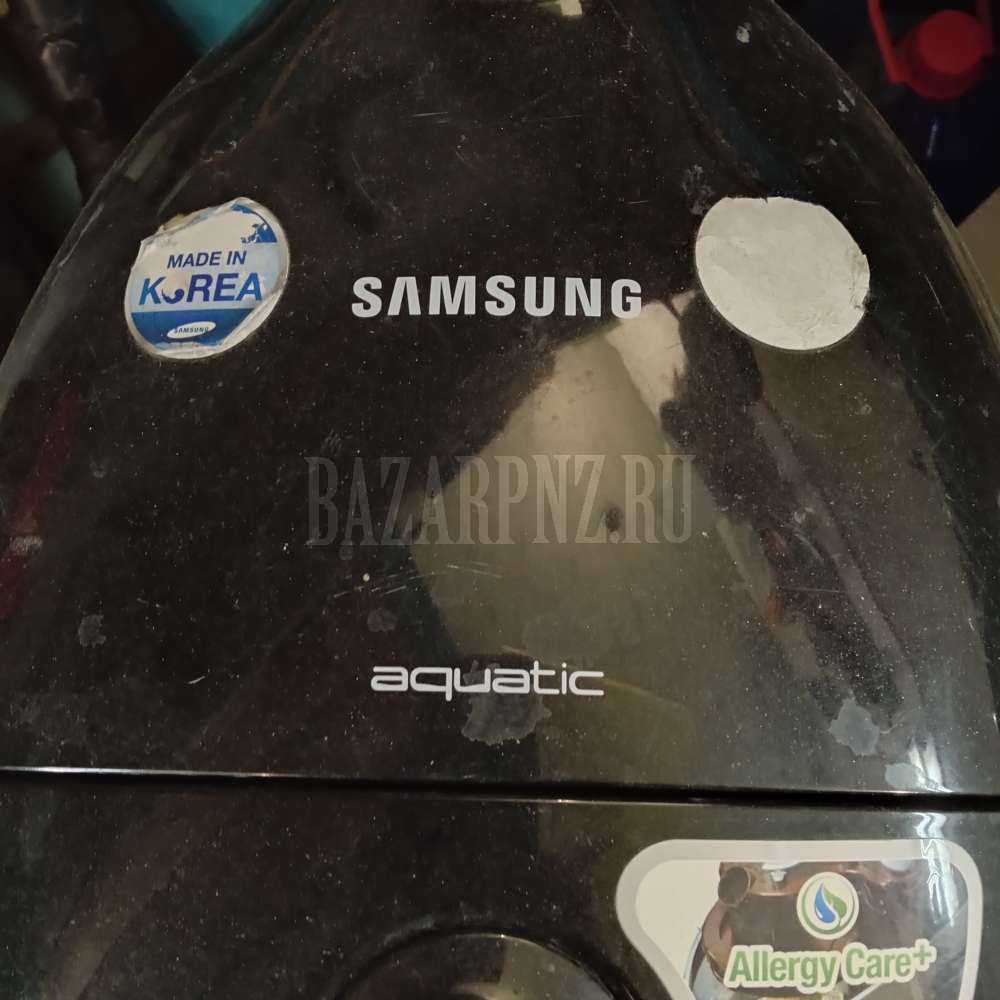 MADE IN
KOREA
SAMSUNG
SAMSUNG
BAZARPNZ.RU
aquatic
Allergy Care+